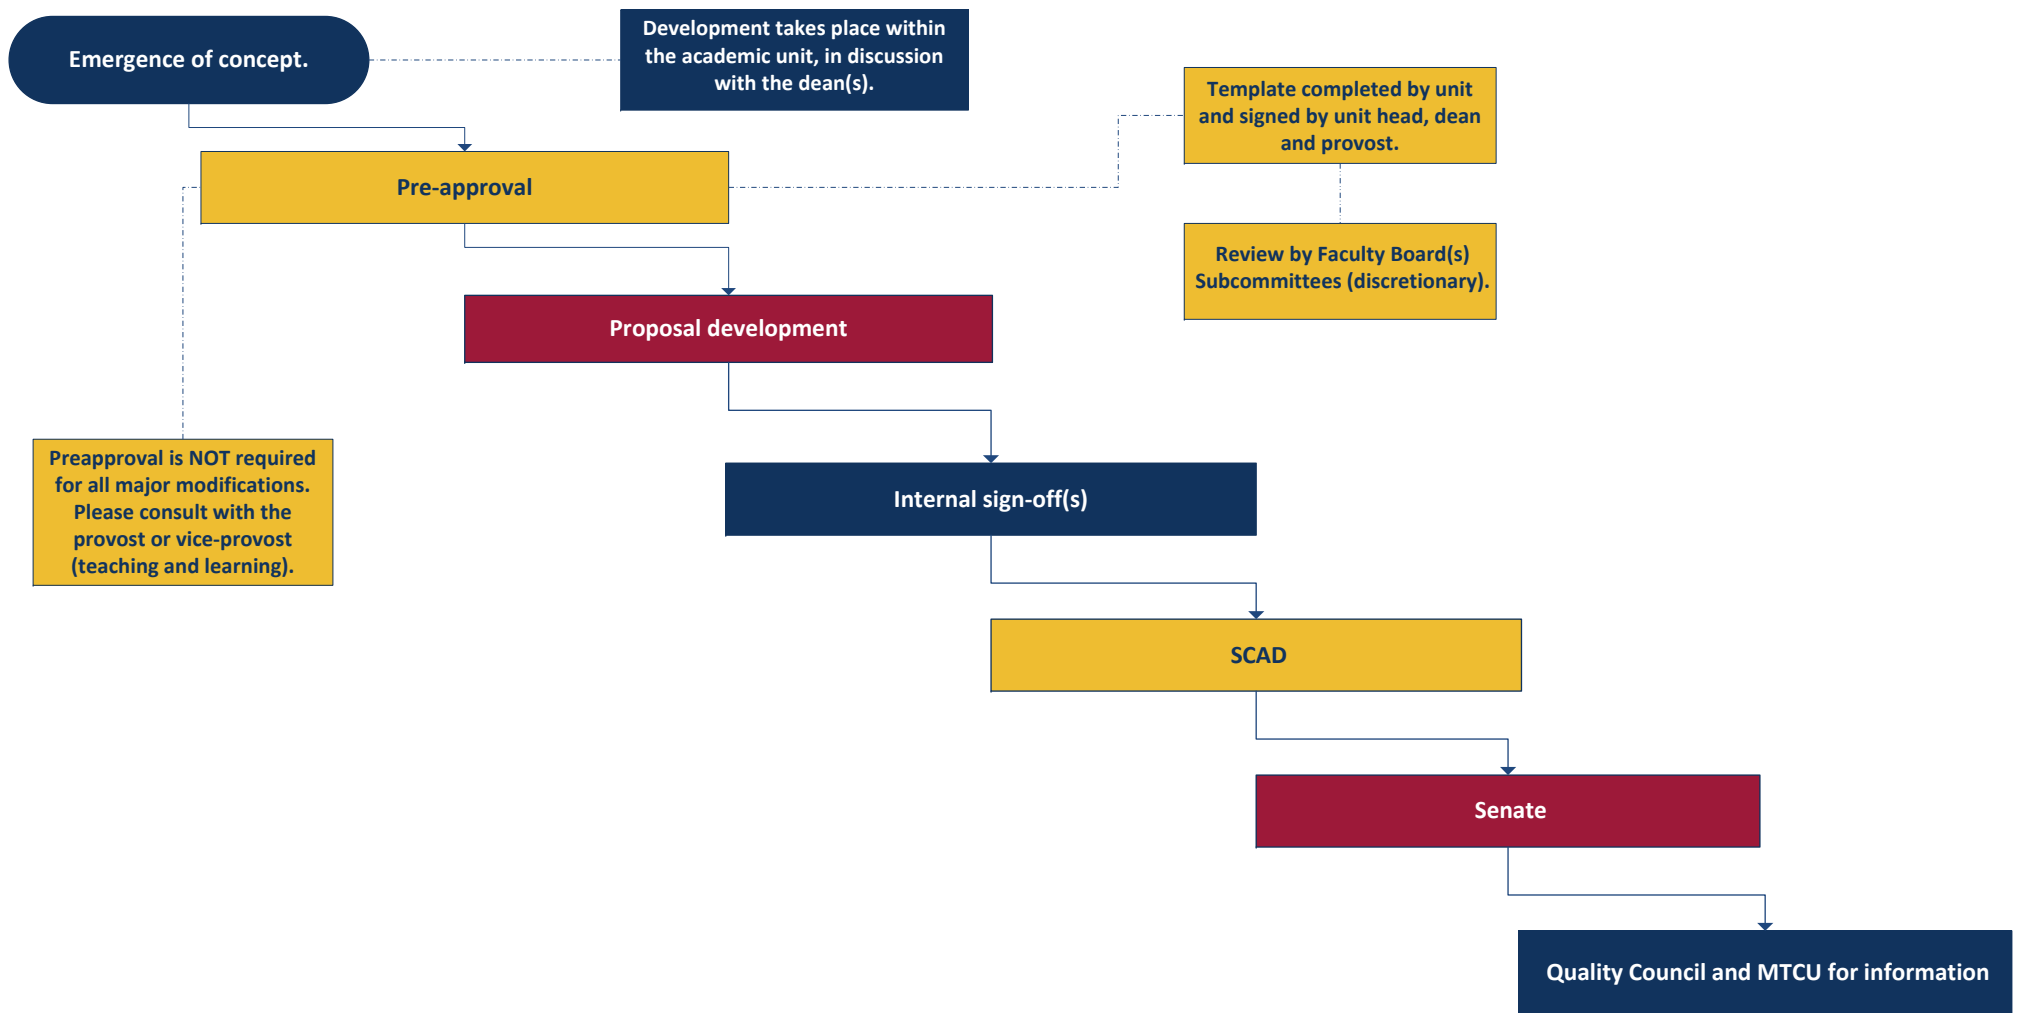 Emergence of concept.
Development takes place within
the academic unit, in discussion
with the dean(s).
Template completed by unit
and signed by unit head, dean
and provost.
Pre-approval
Review by Faculty Board(s)
Subcommittees (discretionary).
Proposal development
Preapproval is NOT required
for all major modifications.
Please consult with the
provost or vice-provost
(teaching and learning).
Internal sign-off(s)
SCAD
Senate
Quality Council and MTCU for information